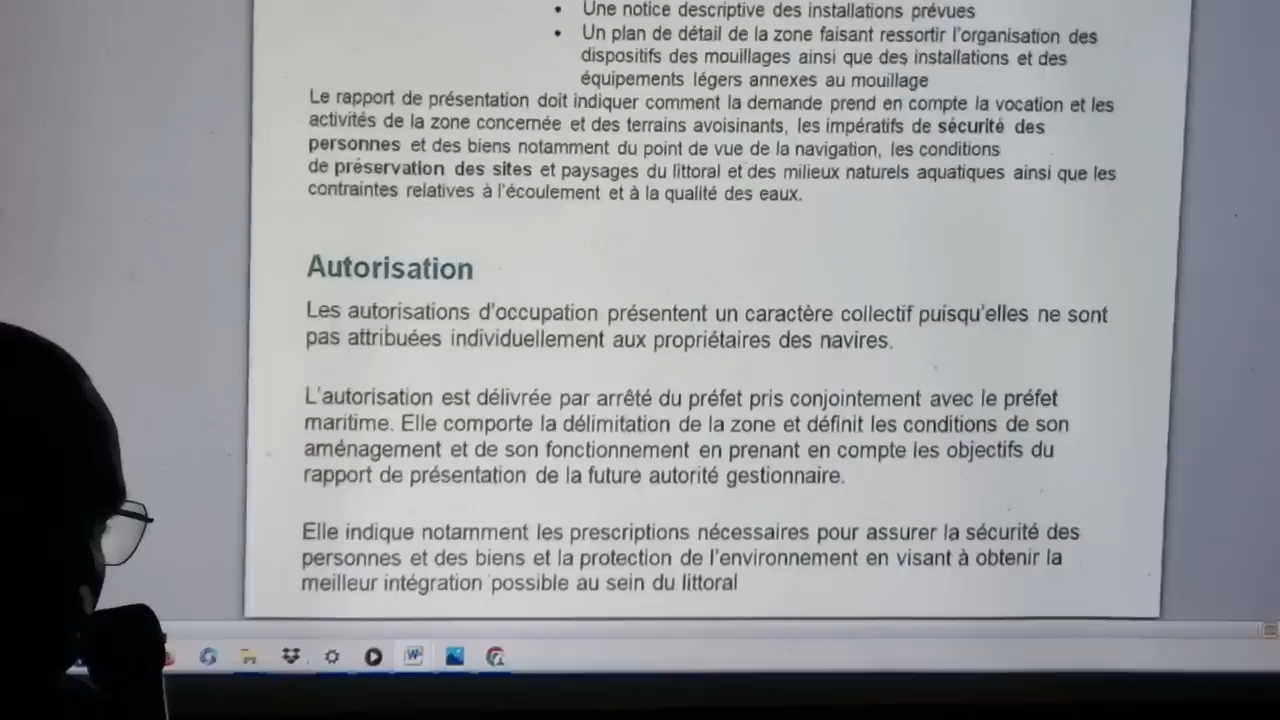 • Une notice descriptive des installations prévues
• Un plan de détail de la zone faisant ressortir l'organisation des
dispositifs des mouillages ainsi que des installations et des
équipements légers annexes au mouillage
Le rapport de présentation doit indiquer comment la demande prend en compte la vocation et les
activités de la zone concernée et des terrains avoisinants, les impératifs de sécurité des
personnes et des biens notamment du point de vue de la navigation, les conditions
de préservation des sites et paysages du littoral et des milieux naturels aquatiques ainsi que les
contraintes relatives à l'écoulement et à la qualité des eaux.
Autorisation
Les autorisations d'occupation présentent un caractère collectif puisqu'elles ne sont
pas attribuées individuellement aux propriétaires des navires.
L'autorisation est délivrée par arrêté du préfet pris conjointement avec le préfet
maritime. Elle comporte la délimitation de la zone et définit les conditions de son
aménagement et de son fonctionnement en prenant en compte les objectifs du
rapport de présentation de la future autorité gestionnaire.
Elle indique notamment les prescriptions nécessaires pour assurer la sécurité des
personnes et des biens et la protection de l'environnement en visant à obtenir la
meilleur intégration possible au sein du littoral
W